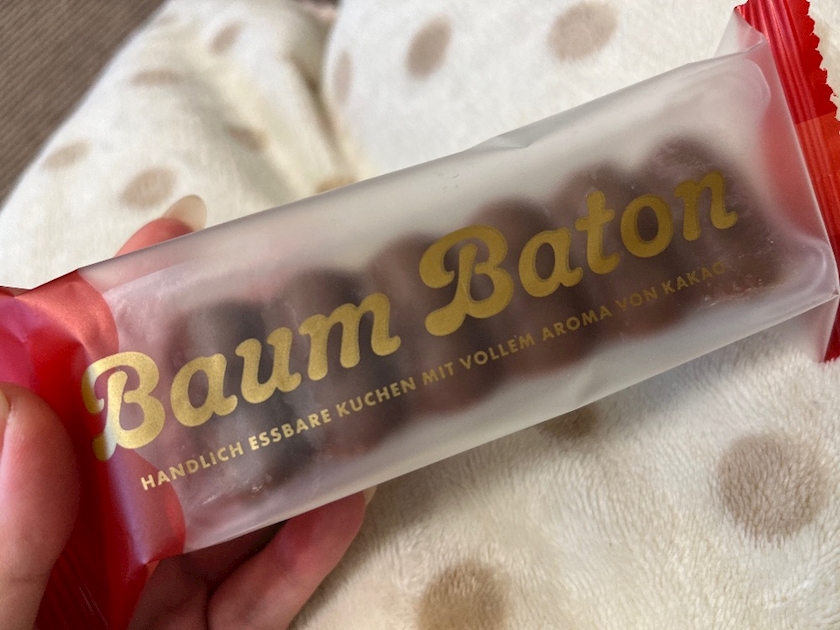 Baum Baton
HANDLICH ESSBARE KUCHEN MIT VOLLEM AROMA VON KAKAO